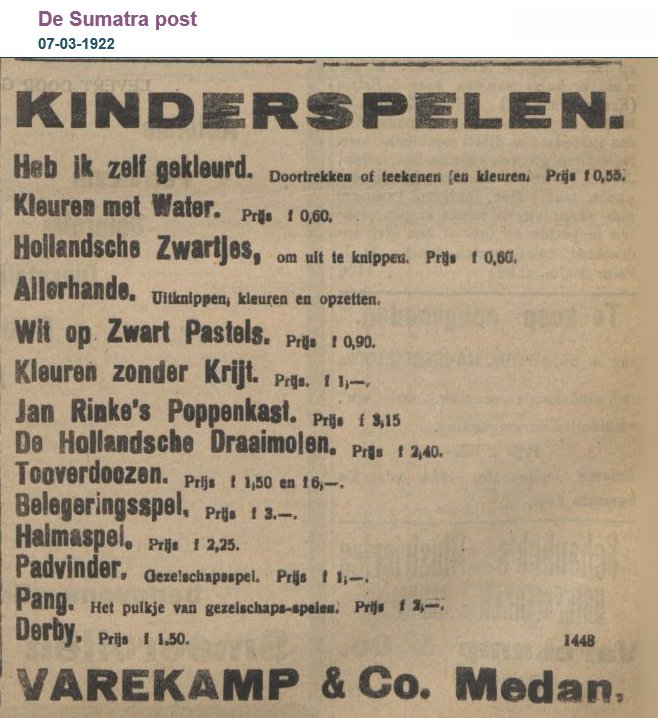 De Sumatra post
07-03-1922
KINDERSPELEN.
Heb ik zelf gekleurd. Doortrekken of teekenen en kleuren. Prijs f 0,55.
Kleuren met Water. Prijs f 0,60.
Hollandsche Zwartjes, om uit te knippen. Prijs f 0,60.
Allerhande. Uitknippen, kleuren en opzetten.
Wit op Zwart Pastels. Prijs f 0,90.
Kleuren zonder Krijt. Prijs. f 1,—.
Jan Rinke's Poppenkast. Prijs f 3,15
De Hollandsche Draaimolen. Prijs f 2,40.
Tooverdoozen. Prijs f 1,50 en f 6,—.
Belegeringsspel. Prijs f 3.—.
Halmaspel. Prijs f 2,25.
Padvinder. Gezelschapsspel. Prijs f 1,—.
Pang. Het puikje van gezelschaps-spelen. Prijs f 2,—.
Derby. Prijs f 1.50.
1448
VAREKAMP & Co. Medan.